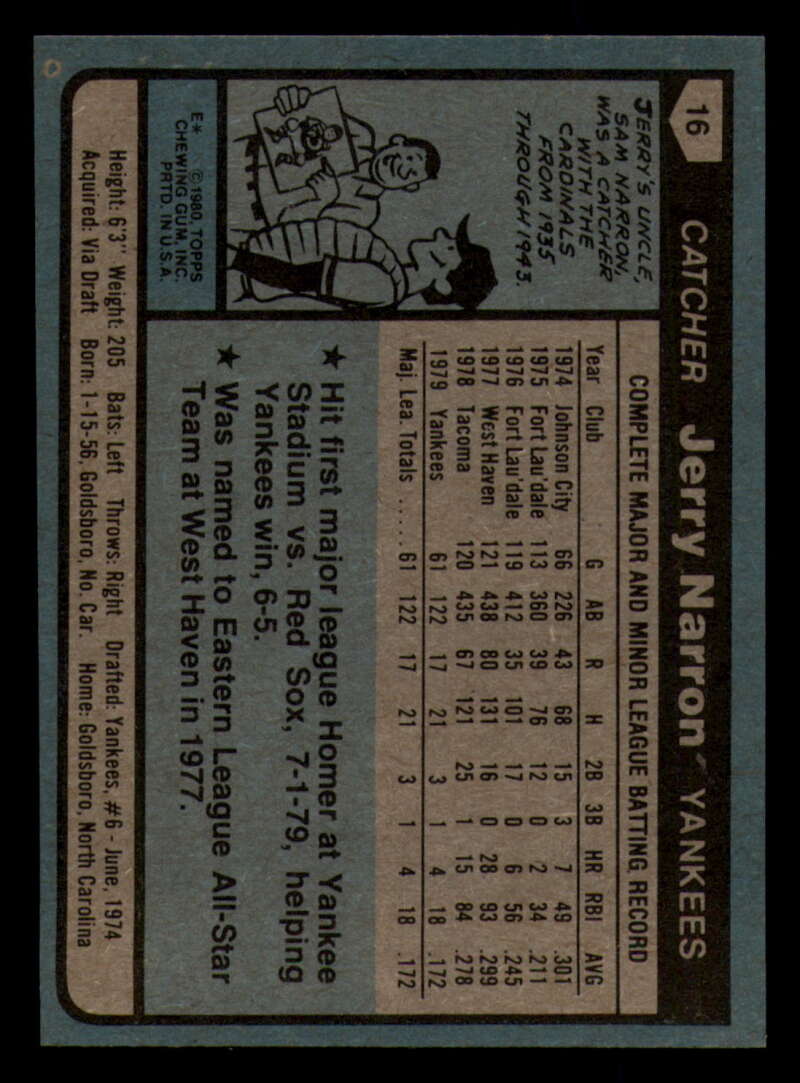 16
CATCHER Jerry Narron YANKEES
COMPLETE MAJOR AND MINOR LEAGUE BATTING RECORD
Year Club G AB R H 2B 3B HR RBI AVG
1974 Johnson City 66 226 43 68 15 3 7 49 .301
1975 Fort Lau'dale 113 360 39 76 12 0 2 34 .211
1976 Fort Lau'dale 119 412 35 101 17 0 6 56 .245
1977 West Haven 121 438 80 131 16 0 28 93 .299
1978 Tacoma 120 435 67 121 25 1 15 84 .278
1979 Yankees 61 122 17 21 3 1 4 18 .172
Maj. Lea. Totals ..... 61 122 17 21 3 1 4 18 .172
JERRY'S UNCLE,
SAM NARRON,
WAS A CATCHER
WITH THE
CARDINALS
FROM 1935
THROUGH 1943.
★ Hit first major league Homer at Yankee
Stadium vs. Red Sox, 7-1-79, helping
Yankees win, 6-5.
★ Was named to Eastern League All-Star
Team at West Haven in 1977.
E* ©1980, TOPPS
CHEWING GUM, INC.
PRTD. IN U.S.A.
Height: 6'3" Weight: 205 Bats: Left Throws: Right Drafted: Yankees, #6 - June, 1974
Acquired: Via Draft Born: 1-15-56, Goldsboro, No. Car. Home: Goldsboro, North Carolina